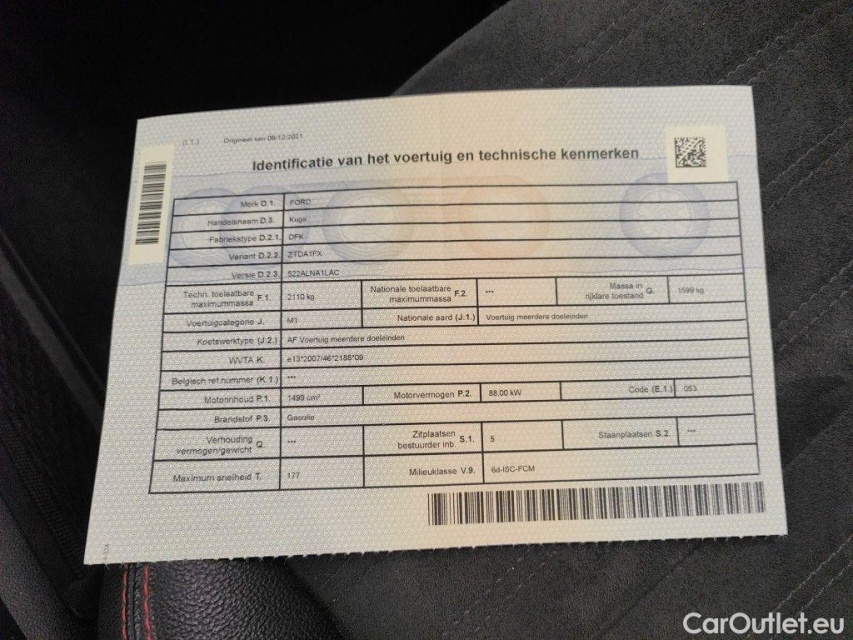 (I.T.) Origineel van 09/12/2021
Identificatie van het voertuig en technische kenmerken
Merk D.1. FORD
Handelsnaam D.3. Kuga
Fabriekstype D.2.1. DFK
Variant D.2.2. ZTDA1FX
Versie D.2.3. 522ALNA1LAC
Techn. toelaatbare maximummassa F.1. 2110 kg Nationale toelaatbare maximummassa F.2. --- Massa in rijklare toestand G. 1599 kg
Voertuigcategorie J. M1 Nationale aard (J.1.) Voertuig meerdere doeleinden
Koetswerktype (J.2.) AF Voertuig meerdere doeleinden
WVTA K. e13*2007/46*2188*09
Belgisch ref.nummer (K.1.) ---
Motorinhoud P.1. 1499 cm³ Motorvermogen P.2. 88,00 kW Code (E.1.) 053
Brandstof P.3. Gasolie
Verhouding vermogen/gewicht Q. --- Zitplaatsen bestuurder inb. S.1. 5 Staanplaatsen S.2. ---
Maximum snelheid T. 177 Milieuklasse V.9. 6d-ISC-FCM
CarOutlet.eu